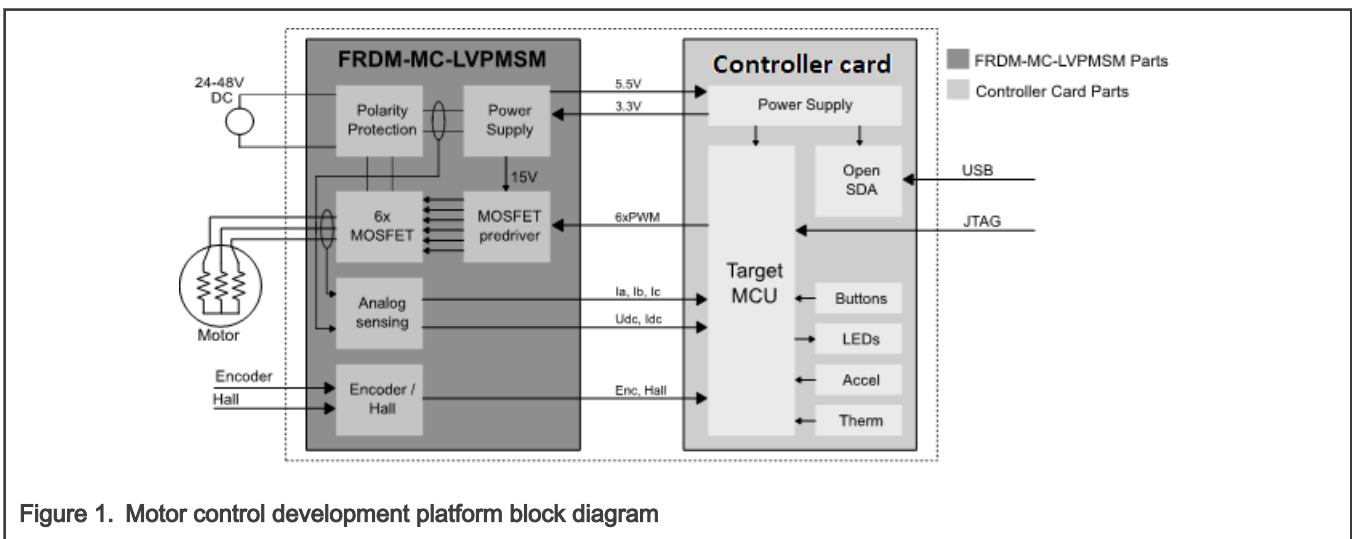 FRDM-MC-LVPMSM
Controller card
FRDM-MC-LVPMSM Parts
Controller Card Parts
24-48V
DC
Polarity
Protection
Power
Supply
5.5V
3.3V
Power Supply
15V
Open
SDA
USB
JTAG
6x
MOSFET
MOSFET
predriver
6xPWM
Target
MCU
Motor
Analog
sensing
Ia, Ib, Ic
Udc, Idc
Buttons
LEDs
Accel
Therm
Encoder
Hall
Encoder /
Hall
Enc, Hall
Figure 1. Motor control development platform block diagram